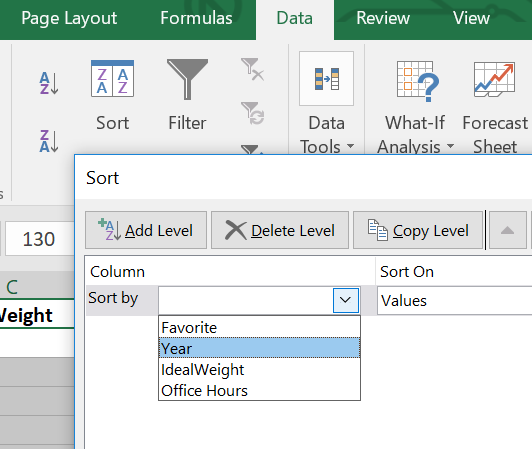 Page Layout Formulas Data Review View
A
Z
Z A
A Z
Sort Filter Data Tools What-If Analysis Forecast Sheet
Z
A
Sort
130
Add Level Delete Level Copy Level
C
Column Sort On
Weight
Sort by Values
Favorite
Year
IdealWeight
Office Hours